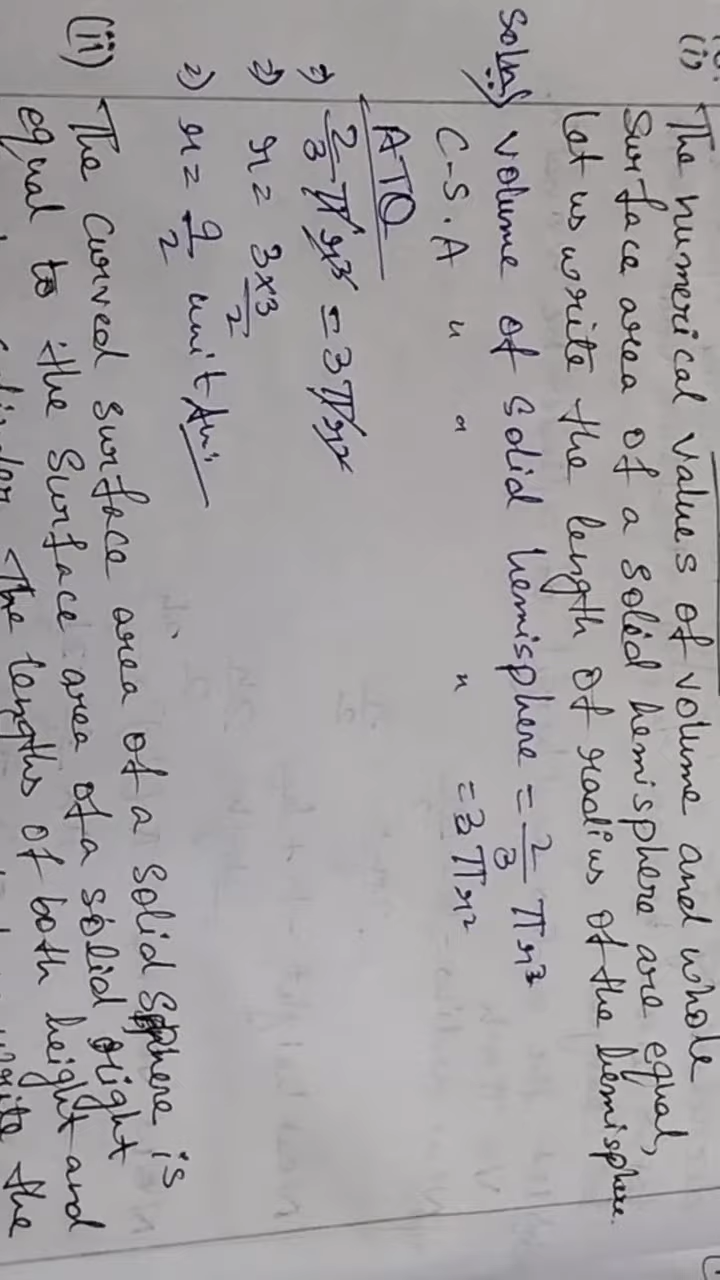 (i) The numerical values of volume and whole
surface area of a solid hemisphere are equal,
let us write the length of radius of the hemisphere.
Soln) volume of solid hemisphere = 2/3 πr³
C.S.A " " " = 3πr²
ATQ
⇒ 2/3 πr³ = 3πr²
⇒ r = 3×3/2
⇒ r = 9/2 unit Ans
(ii) The curved surface area of a solid sphere is
equal to the surface area of a solid right
The lengths of both height and
the